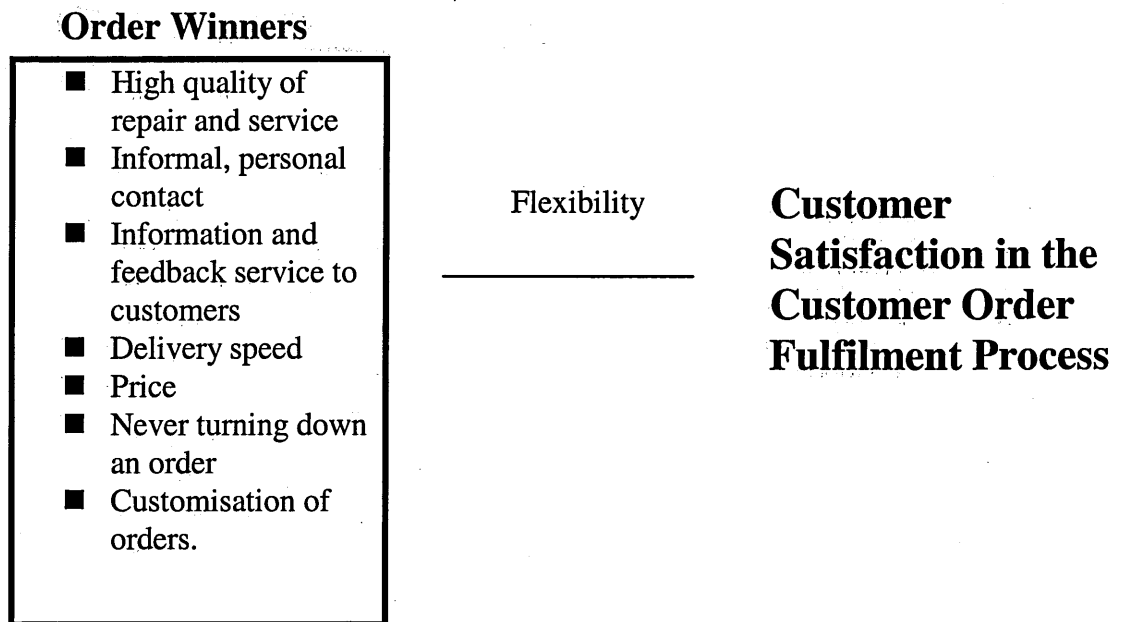 Order Winners
■ High quality of
repair and service
■ Informal, personal
contact
■ Information and
feedback service to
customers
■ Delivery speed
■ Price
■ Never turning down
an order
■ Customisation of
orders.
Flexibility
Customer
Satisfaction in the
Customer Order
Fulfilment Process